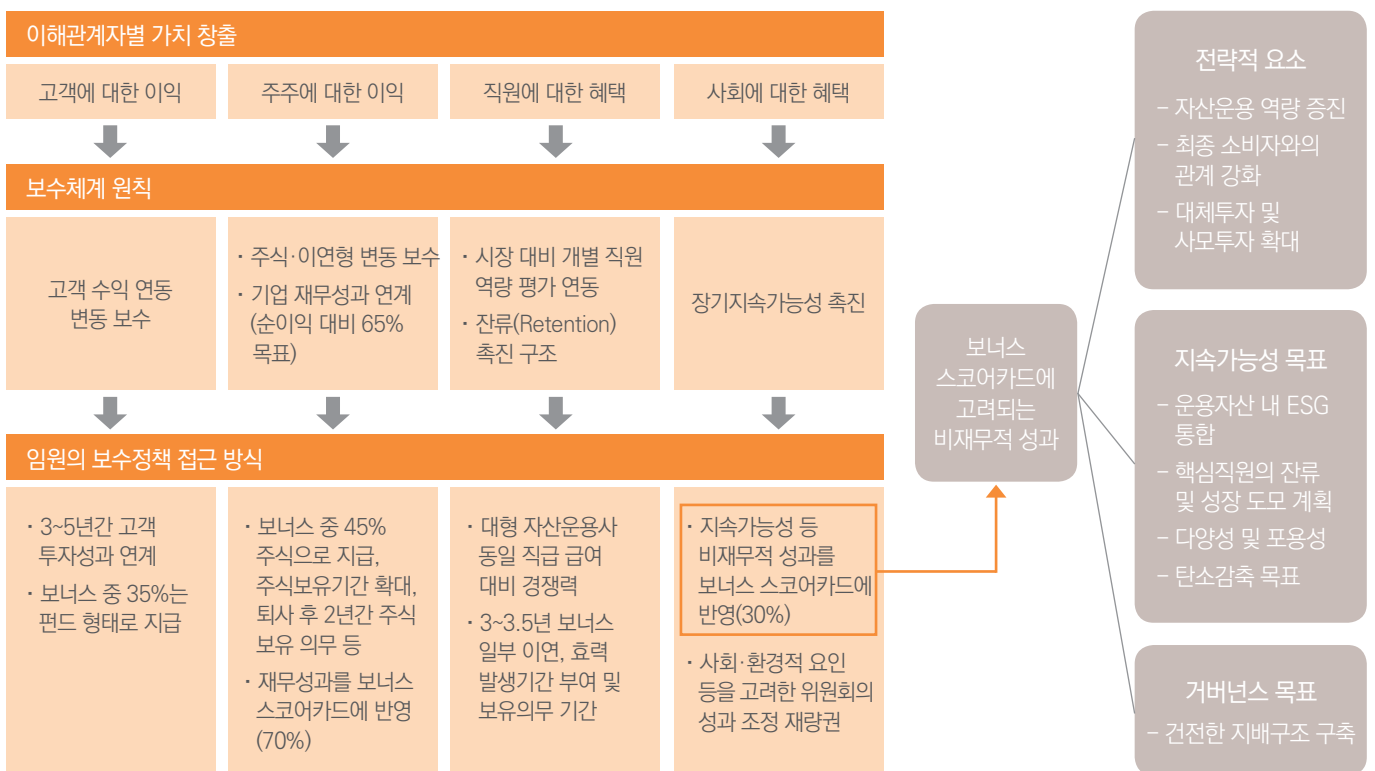 이해관계자별 가치 창출
고객에 대한 이익
주주에 대한 이익
직원에 대한 혜택
사회에 대한 혜택
보수체계 원칙
고객 수익 연동
변동 보수
· 주식·이연형 변동 보수
· 기업 재무성과 연계
(순이익 대비 65%
목표)
· 시장 대비 개별 직원
역량 평가 연동
· 잔류(Retention)
촉진 구조
장기지속가능성 촉진
임원의 보수정책 접근 방식
· 3~5년간 고객
투자성과 연계
· 보너스 중 35%는
펀드 형태로 지급
· 보너스 중 45%
주식으로 지급,
주식보유기간 확대,
퇴사 후 2년간 주식
보유 의무 등
· 재무성과를 보너스
스코어카드에 반영
(70%)
· 대형 자산운용사
동일 직급 급여
대비 경쟁력
· 3~3.5년 보너스
일부 이연, 효력
발생기간 부여 및
보유의무 기간
· 지속가능성 등
비재무적 성과를
보너스 스코어카드에
반영(30%)
· 사회·환경적 요인
등을 고려한 위원회의
성과 조정 재량권
보너스
스코어카드에
고려되는
비재무적 성과
전략적 요소
– 자산운용 역량 증진
– 최종 소비자와의
관계 강화
– 대체투자 및
사모투자 확대
지속가능성 목표
– 운용자산 내 ESG
통합
– 핵심직원의 잔류
및 성장 도모 계획
– 다양성 및 포용성
– 탄소감축 목표
거버넌스 목표
– 건전한 지배구조 구축